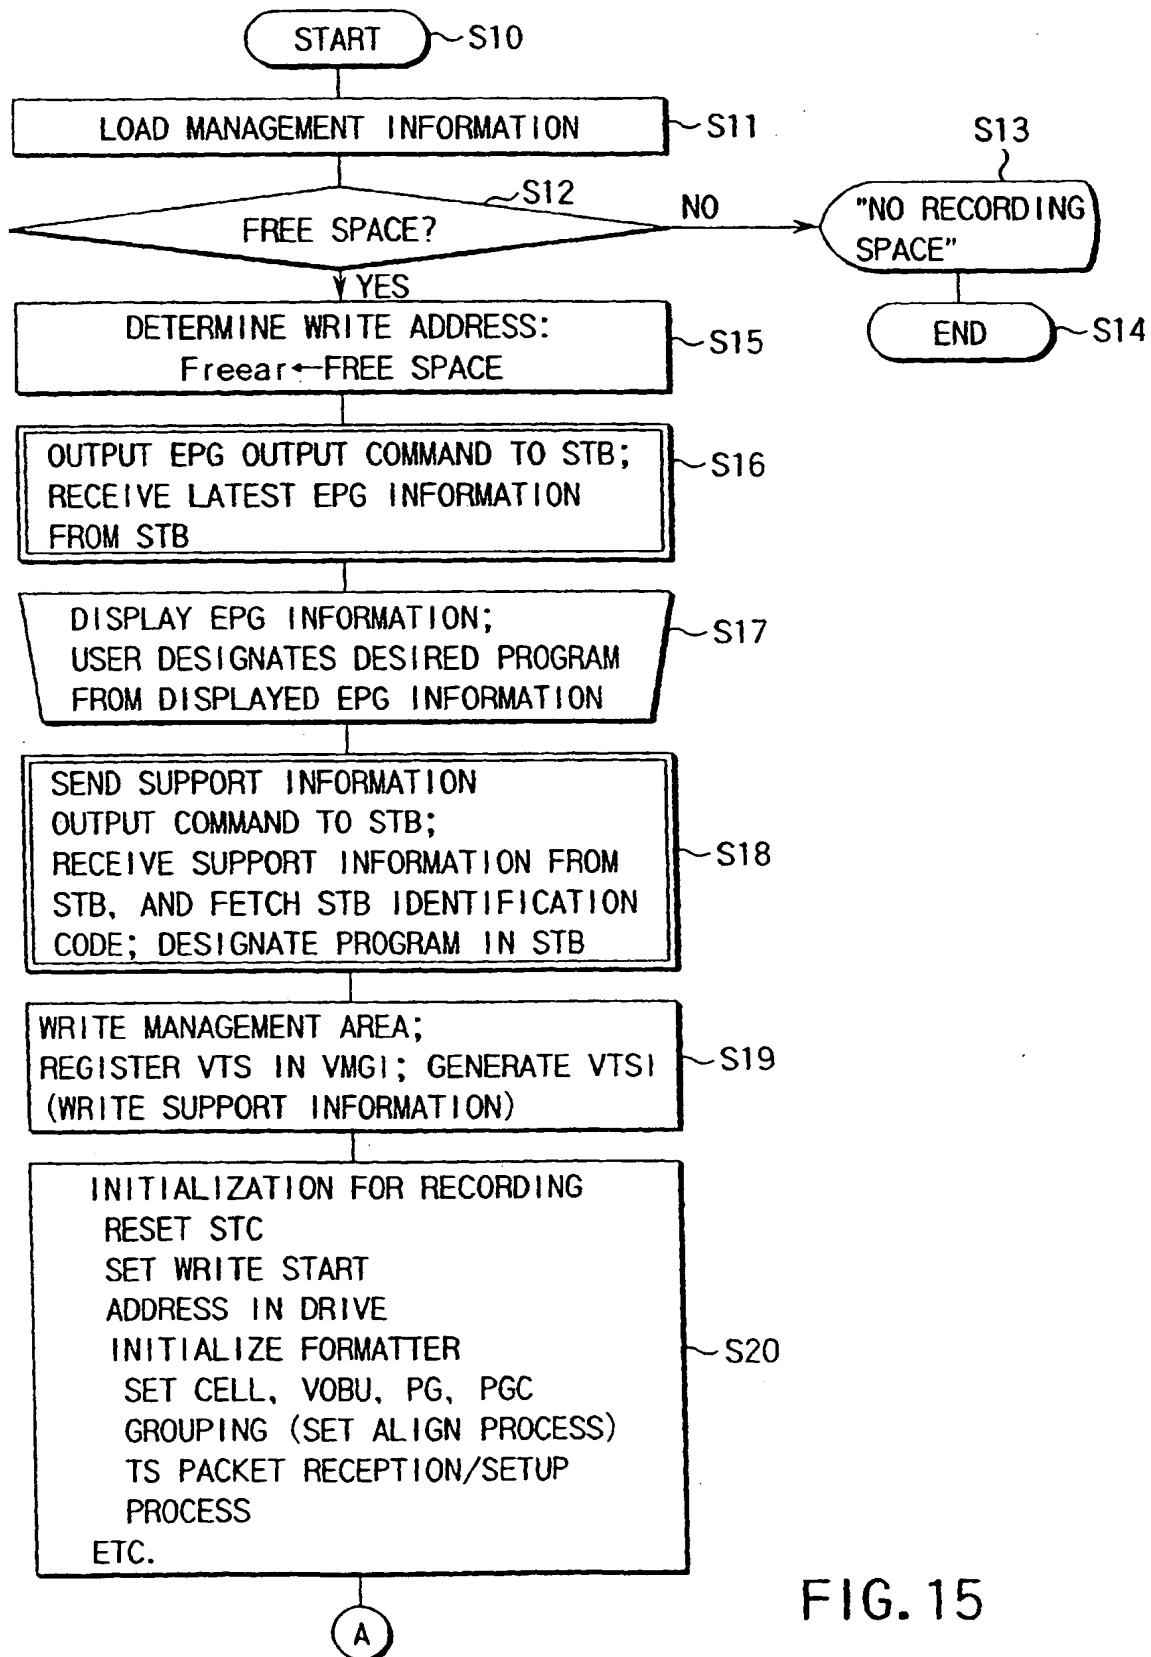 START
S10
LOAD MANAGEMENT INFORMATION
S11
S12
FREE SPACE?
NO
S13
"NO RECORDING
SPACE"
END
S14
YES
DETERMINE WRITE ADDRESS:
Freear←FREE SPACE
S15
OUTPUT EPG OUTPUT COMMAND TO STB;
RECEIVE LATEST EPG INFORMATION
FROM STB
S16
DISPLAY EPG INFORMATION;
USER DESIGNATES DESIRED PROGRAM
FROM DISPLAYED EPG INFORMATION
S17
SEND SUPPORT INFORMATION
OUTPUT COMMAND TO STB;
RECEIVE SUPPORT INFORMATION FROM
STB, AND FETCH STB IDENTIFICATION
CODE; DESIGNATE PROGRAM IN STB
S18
WRITE MANAGEMENT AREA;
REGISTER VTS IN VMGI; GENERATE VTSI
(WRITE SUPPORT INFORMATION)
S19
INITIALIZATION FOR RECORDING
RESET STC
SET WRITE START
ADDRESS IN DRIVE
INITIALIZE FORMATTER
SET CELL, VOBU, PG, PGC
GROUPING (SET ALIGN PROCESS)
TS PACKET RECEPTION/SETUP
PROCESS
ETC.
S20
A
FIG. 15